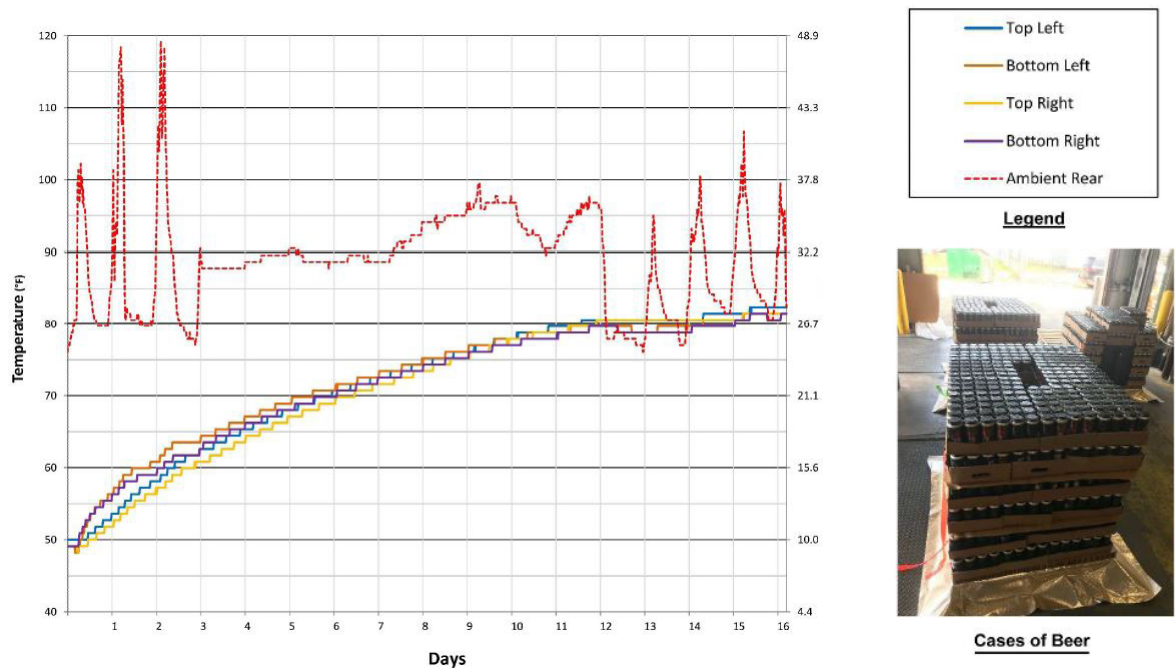 120
110
100
90
80
70
60
50
40
48.9
43.3
37.8
32.2
26.7
21.1
15.6
10.0
4.4
Temperature (°F)
1 2 3 4 5 6 7 8 9 10 11 12 13 14 15 16
Days
Top Left
Bottom Left
Top Right
Bottom Right
Ambient Rear
Legend
Cases of Beer